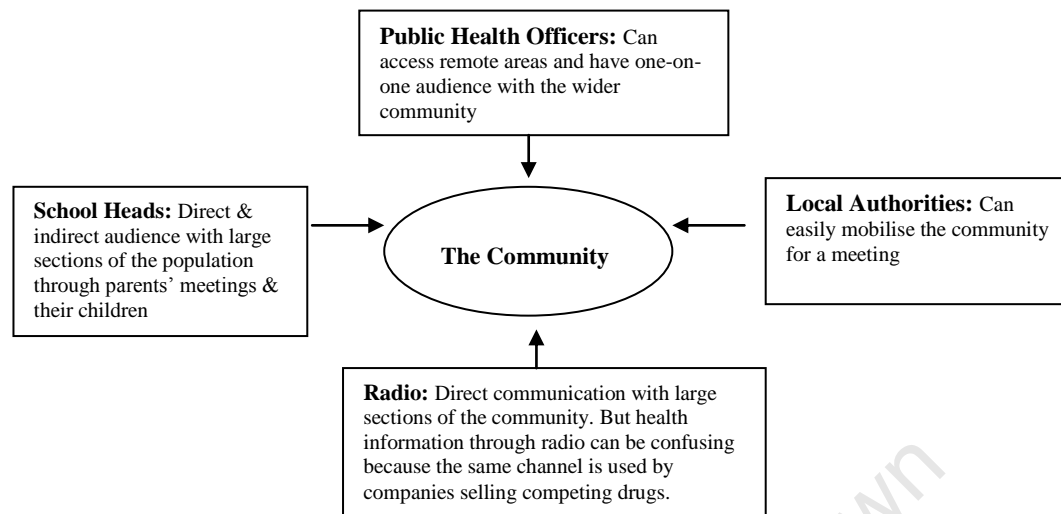 Public Health Officers: Can
access remote areas and have one-on-
one audience with the wider
community
School Heads: Direct &
indirect audience with large
sections of the population
through parents’ meetings &
their children
The Community
Local Authorities: Can
easily mobilise the community
for a meeting
Radio: Direct communication with large
sections of the community. But health
information through radio can be confusing
because the same channel is used by
companies selling competing drugs.
wn